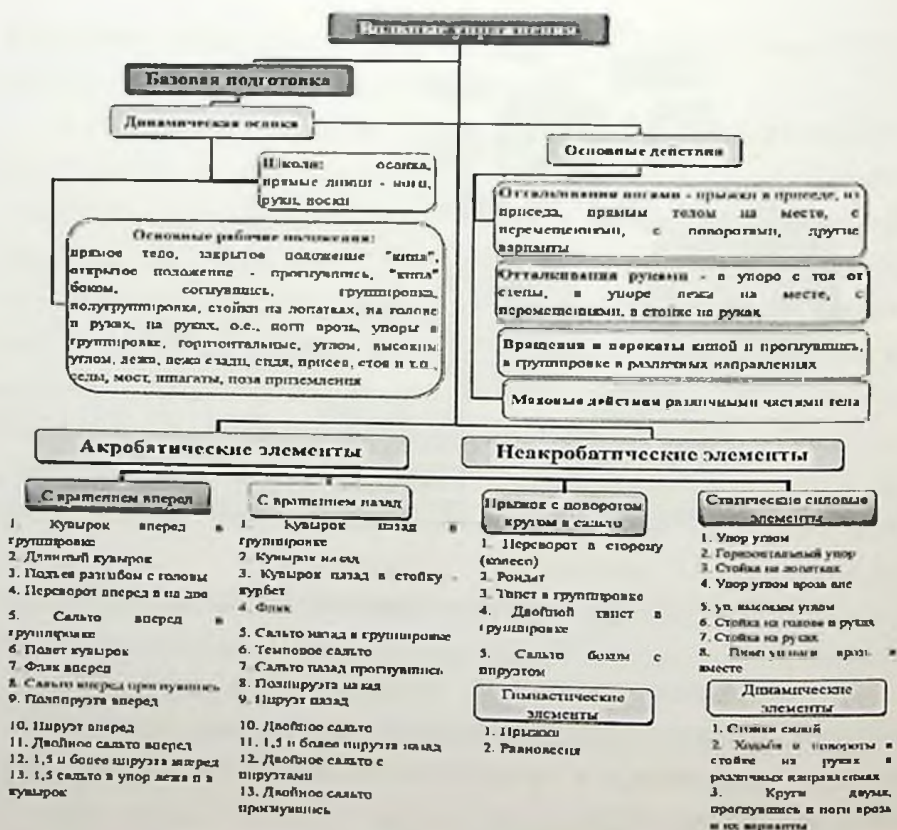 Вольные упражнения
Базовая подготовка
Динамическая осанка
Основные действия
Школа: осанка,
прямые линии - ноги,
руки, носки
Отталкивания ногами - прыжки в приседе, из
приседа, прямым телом на месте, с
перемещениями, с поворотами, другие
варианты
Основные рабочие положения:
прямое тело, закрытое положение "кипа",
открытое положение - прогнувшись, "кипа"
боком, согнувшись, группировка,
полугруппировка, стойки на лопатках, на голове
и руках, на руках, о.с., ноги врозь, упоры в
группировке, горизонтальные, углом, высоким
углом, лежа, лежа сзади, сидя, присев, стоя и т.п.,
седы, мост, шпагаты, поза приземления
Отталкивания руками - в упоре стоя от
стены, в упоре лежа на месте, с
перемещениями, в стойке на руках
Вращения и перекаты кипой и прогнувшись,
в группировке в различных направлениях
Маховые действия различными частями тела
Акробатические элементы
Неакробатические элементы
С вращением вперед
1. Кувырок вперед в
группировке
2. Длинный кувырок
3. Подъем разгибом с головы
4. Переворот вперед на две
5. Сальто вперед в
группировке
6. Полет кувырок
7. Фляк вперед
8. Сальто вперед прогнувшись
9. Полпируэта вперед
10. Пируэт вперед
11. Двойное сальто вперед
12. 1,5 и более пируэта вперед
13. 1,5 сальто в упор лежа и в
кувырок
С вращением назад
1. Кувырок назад в
группировке
2. Кувырок назад
3. Кувырок назад в стойку -
курбет
4. Фляк
5. Сальто назад в группировке
6. Темповое сальто
7. Сальто назад прогнувшись
8. Полпируэта назад
9. Пируэт назад
10. Двойное сальто
11. 1,5 и более пируэта назад
12. Двойное сальто с
пируэтами
13. Двойное сальто
прогнувшись
Прыжок с поворотом
кругом в сальто
1. Переворот в сторону
(колесо)
2. Рондат
3. Твист в группировке
4. Двойной твист в
группировке
5. Сальто боком с
пируэтом
Гимнастические
элементы
1. Прыжки
2. Равновесия
Статические силовые
элементы
1. Упор углом
2. Горизонтальный упор
3. Стойка на лопатках
4. Упор углом врозь вне
5. уп. высоким углом
6. Стойка на голове и руках
7. Стойка на руках
8. ноги врозь и
вместе
Динамические
элементы
1. силой
2. Ходьба и повороты в
стойке на руках в
различных направлениях
3. Круги двумя,
прогнувшись и ноги врозь
и их варианты